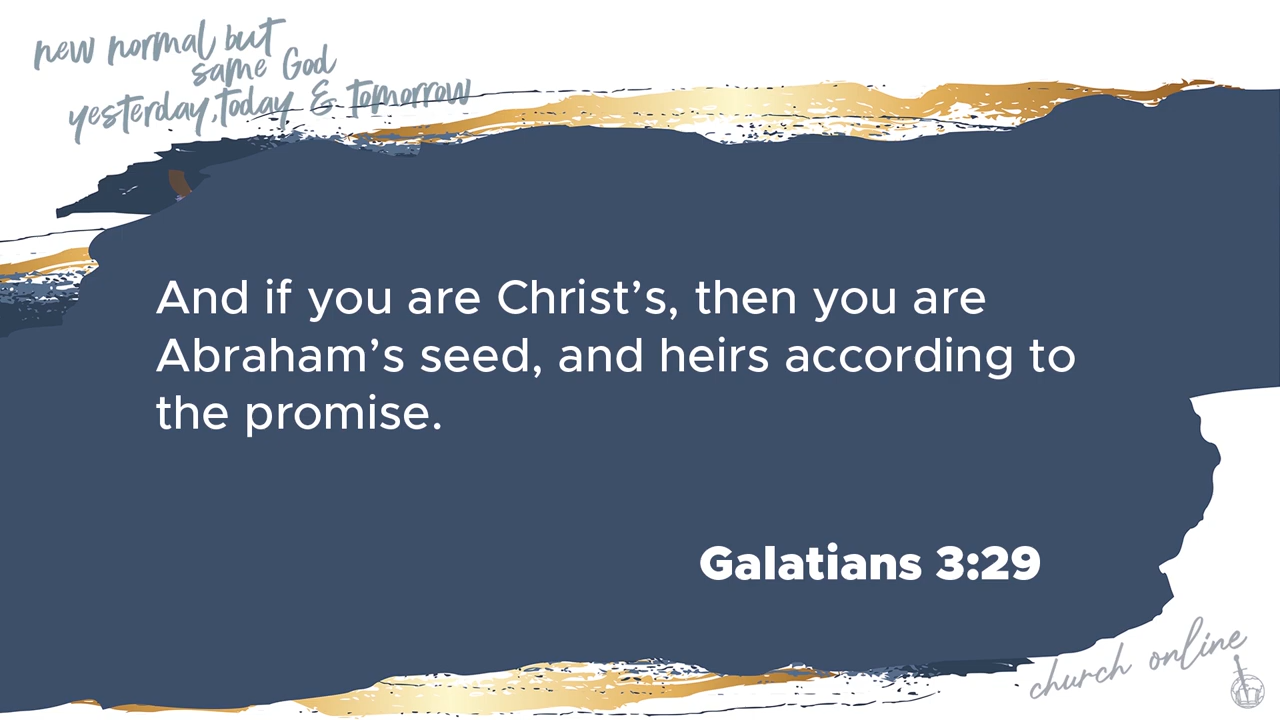 new normal but
same God
yesterday, today & tomorrow
And if you are Christ’s, then you are
Abraham’s seed, and heirs according to
the promise.
Galatians 3:29
church online